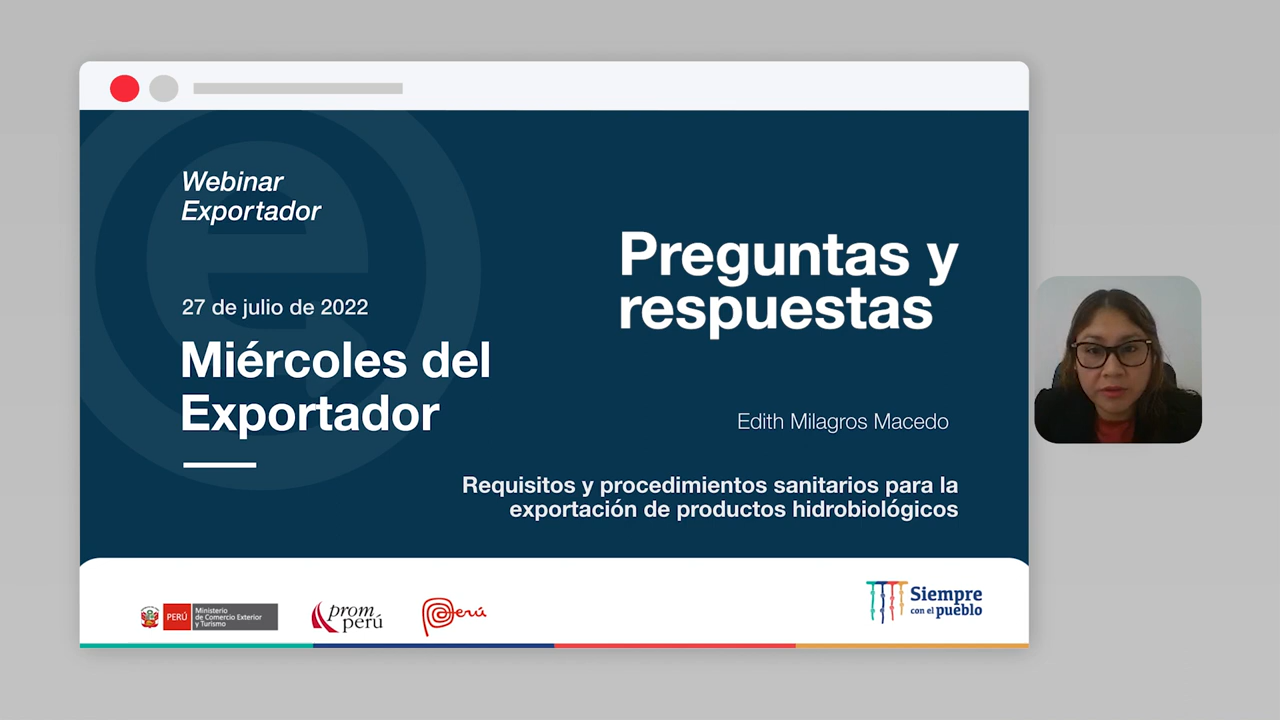 Webinar
Exportador
27 de julio de 2022
Miércoles del
Exportador
Preguntas y
respuestas
Edith Milagros Macedo
Requisitos y procedimientos sanitarios para la
exportación de productos hidrobiológicos
PERÚ
Ministerio
de Comercio Exterior
y Turismo
prom
perú
Perú
Siempre
con el pueblo